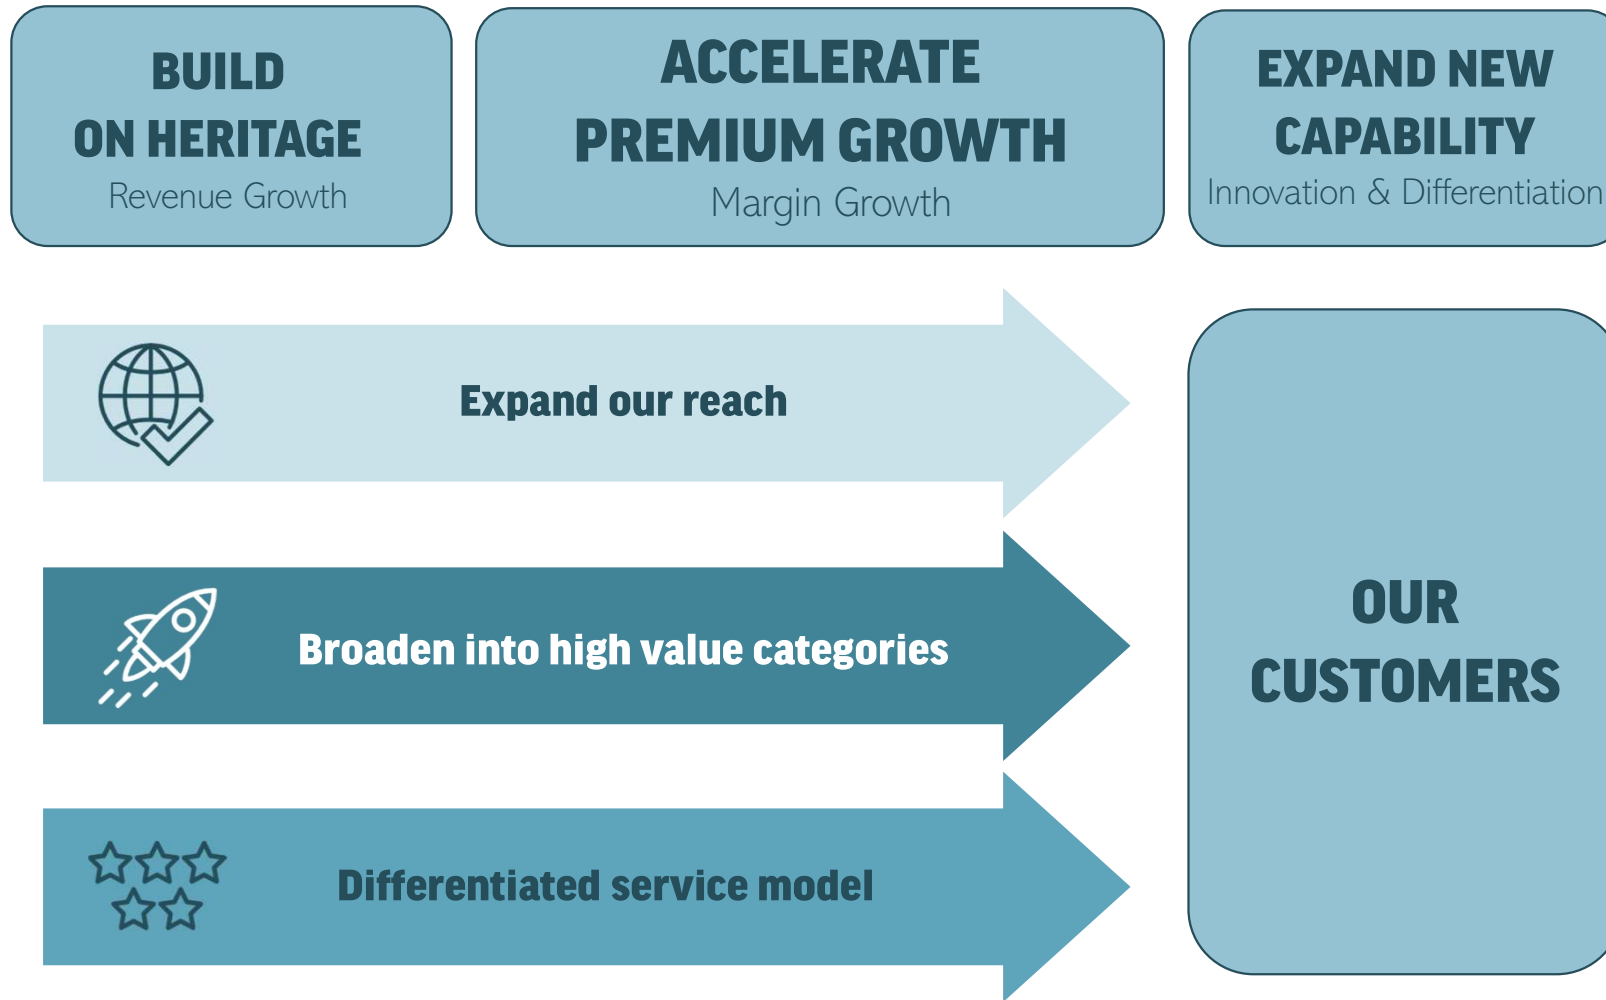 BUILD
ON HERITAGE
Revenue Growth
ACCELERATE
PREMIUM GROWTH
Margin Growth
EXPAND NEW
CAPABILITY
Innovation & Differentiation
Expand our reach
Broaden into high value categories
Differentiated service model
OUR
CUSTOMERS